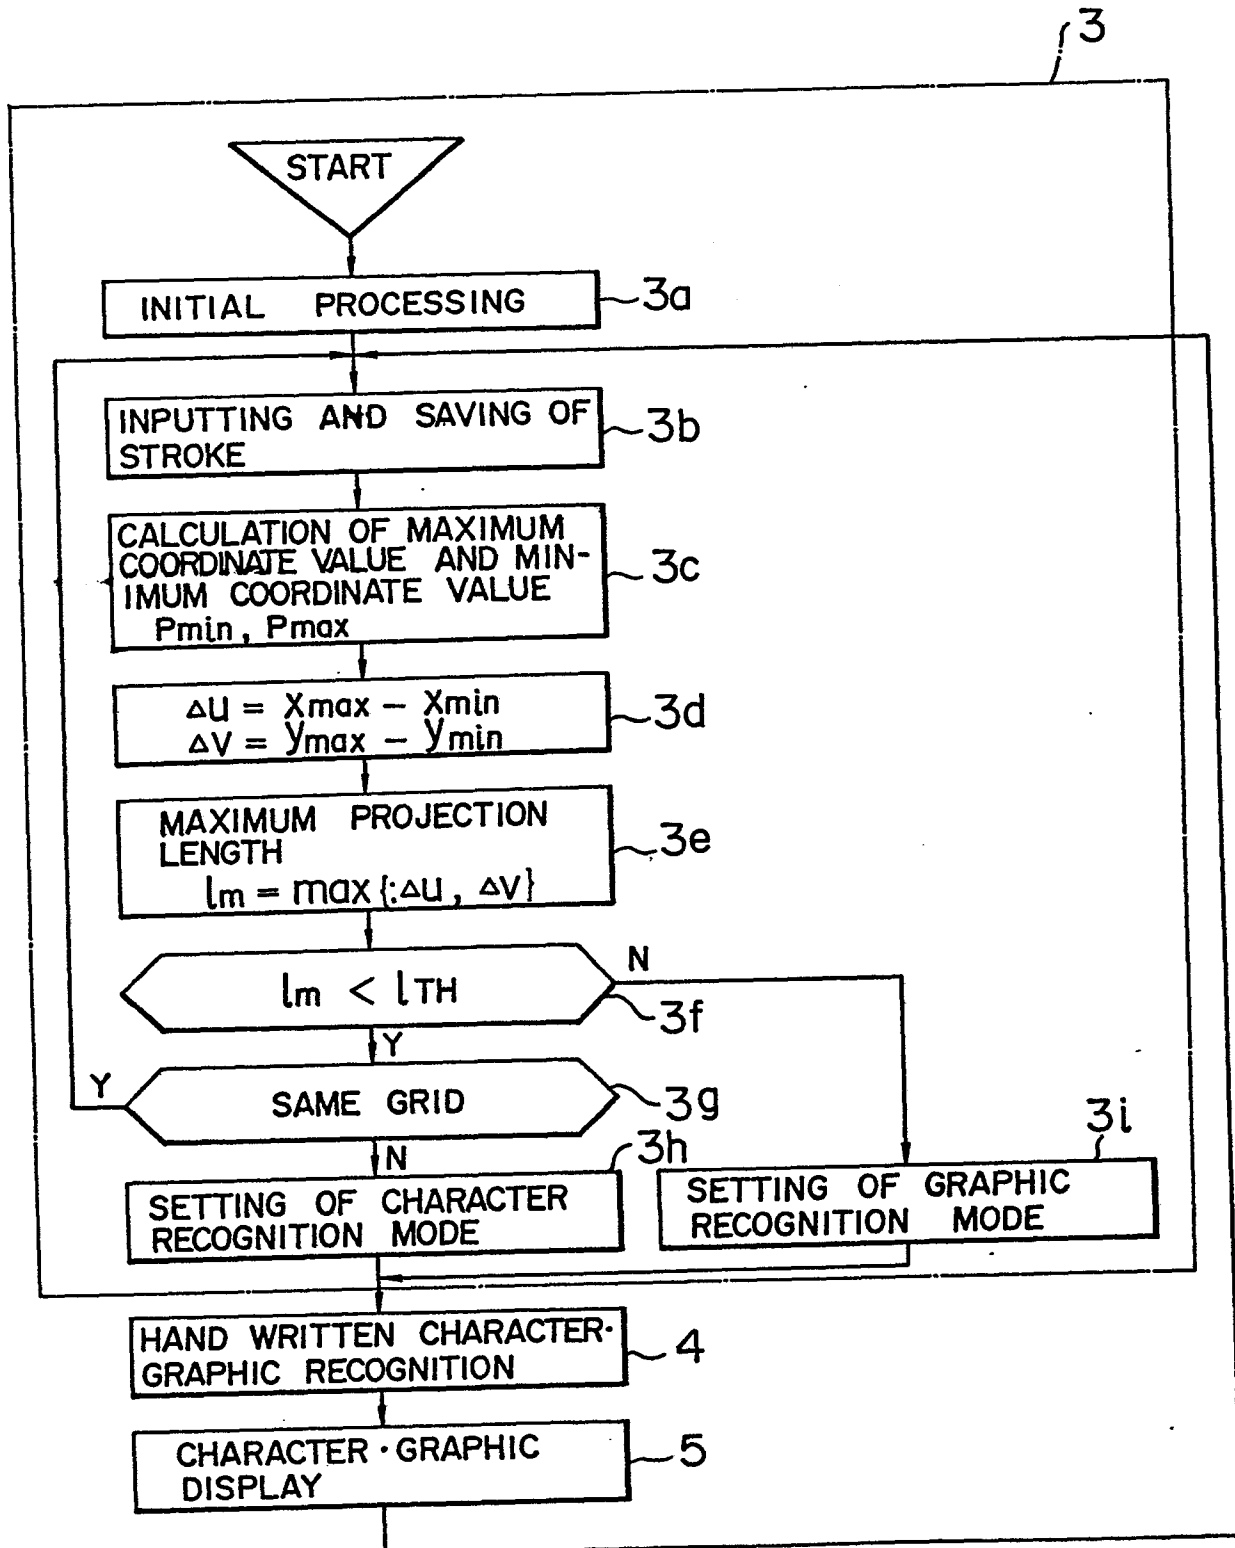 3
START
INITIAL PROCESSING
3a
INPUTTING AND SAVING OF
STROKE
3b
CALCULATION OF MAXIMUM
COORDINATE VALUE AND MIN-
IMUM COORDINATE VALUE
Pmin, Pmax
3c
Δu = Xmax - Xmin
Δv = Ymax - Ymin
3d
MAXIMUM PROJECTION
LENGTH
lm = max {:Δu, Δv}
3e
lm < lTH
N
3f
Y
Y
SAME GRID
3g
N
3h
3i
SETTING OF CHARACTER
RECOGNITION MODE
SETTING OF GRAPHIC
RECOGNITION MODE
HAND WRITTEN CHARACTER·
GRAPHIC RECOGNITION
4
CHARACTER·GRAPHIC
DISPLAY
5